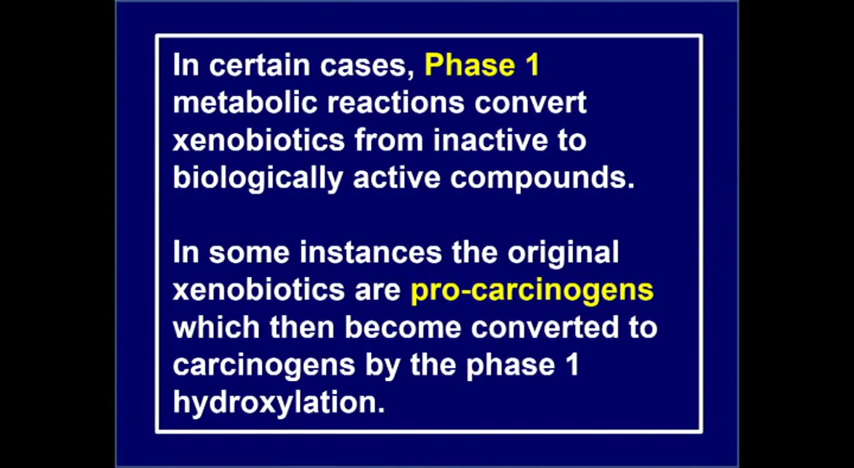 In certain cases, Phase 1
metabolic reactions convert
xenobiotics from inactive to
biologically active compounds.
In some instances the original
xenobiotics are pro-carcinogens
which then become converted to
carcinogens by the phase 1
hydroxylation.